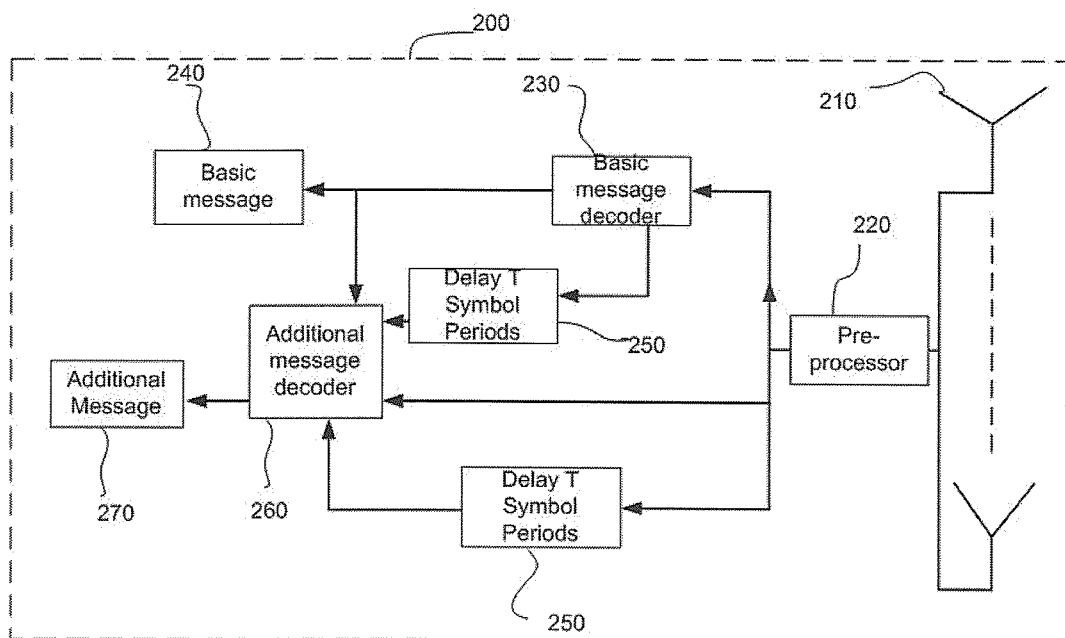 200
240
230
210
Basic
message
Basic
message
decoder
220
Delay T
Symbol
Periods
250
Pre-
processor
Additional
message
decoder
Additional
Message
270
260
Delay T
Symbol
Periods
250